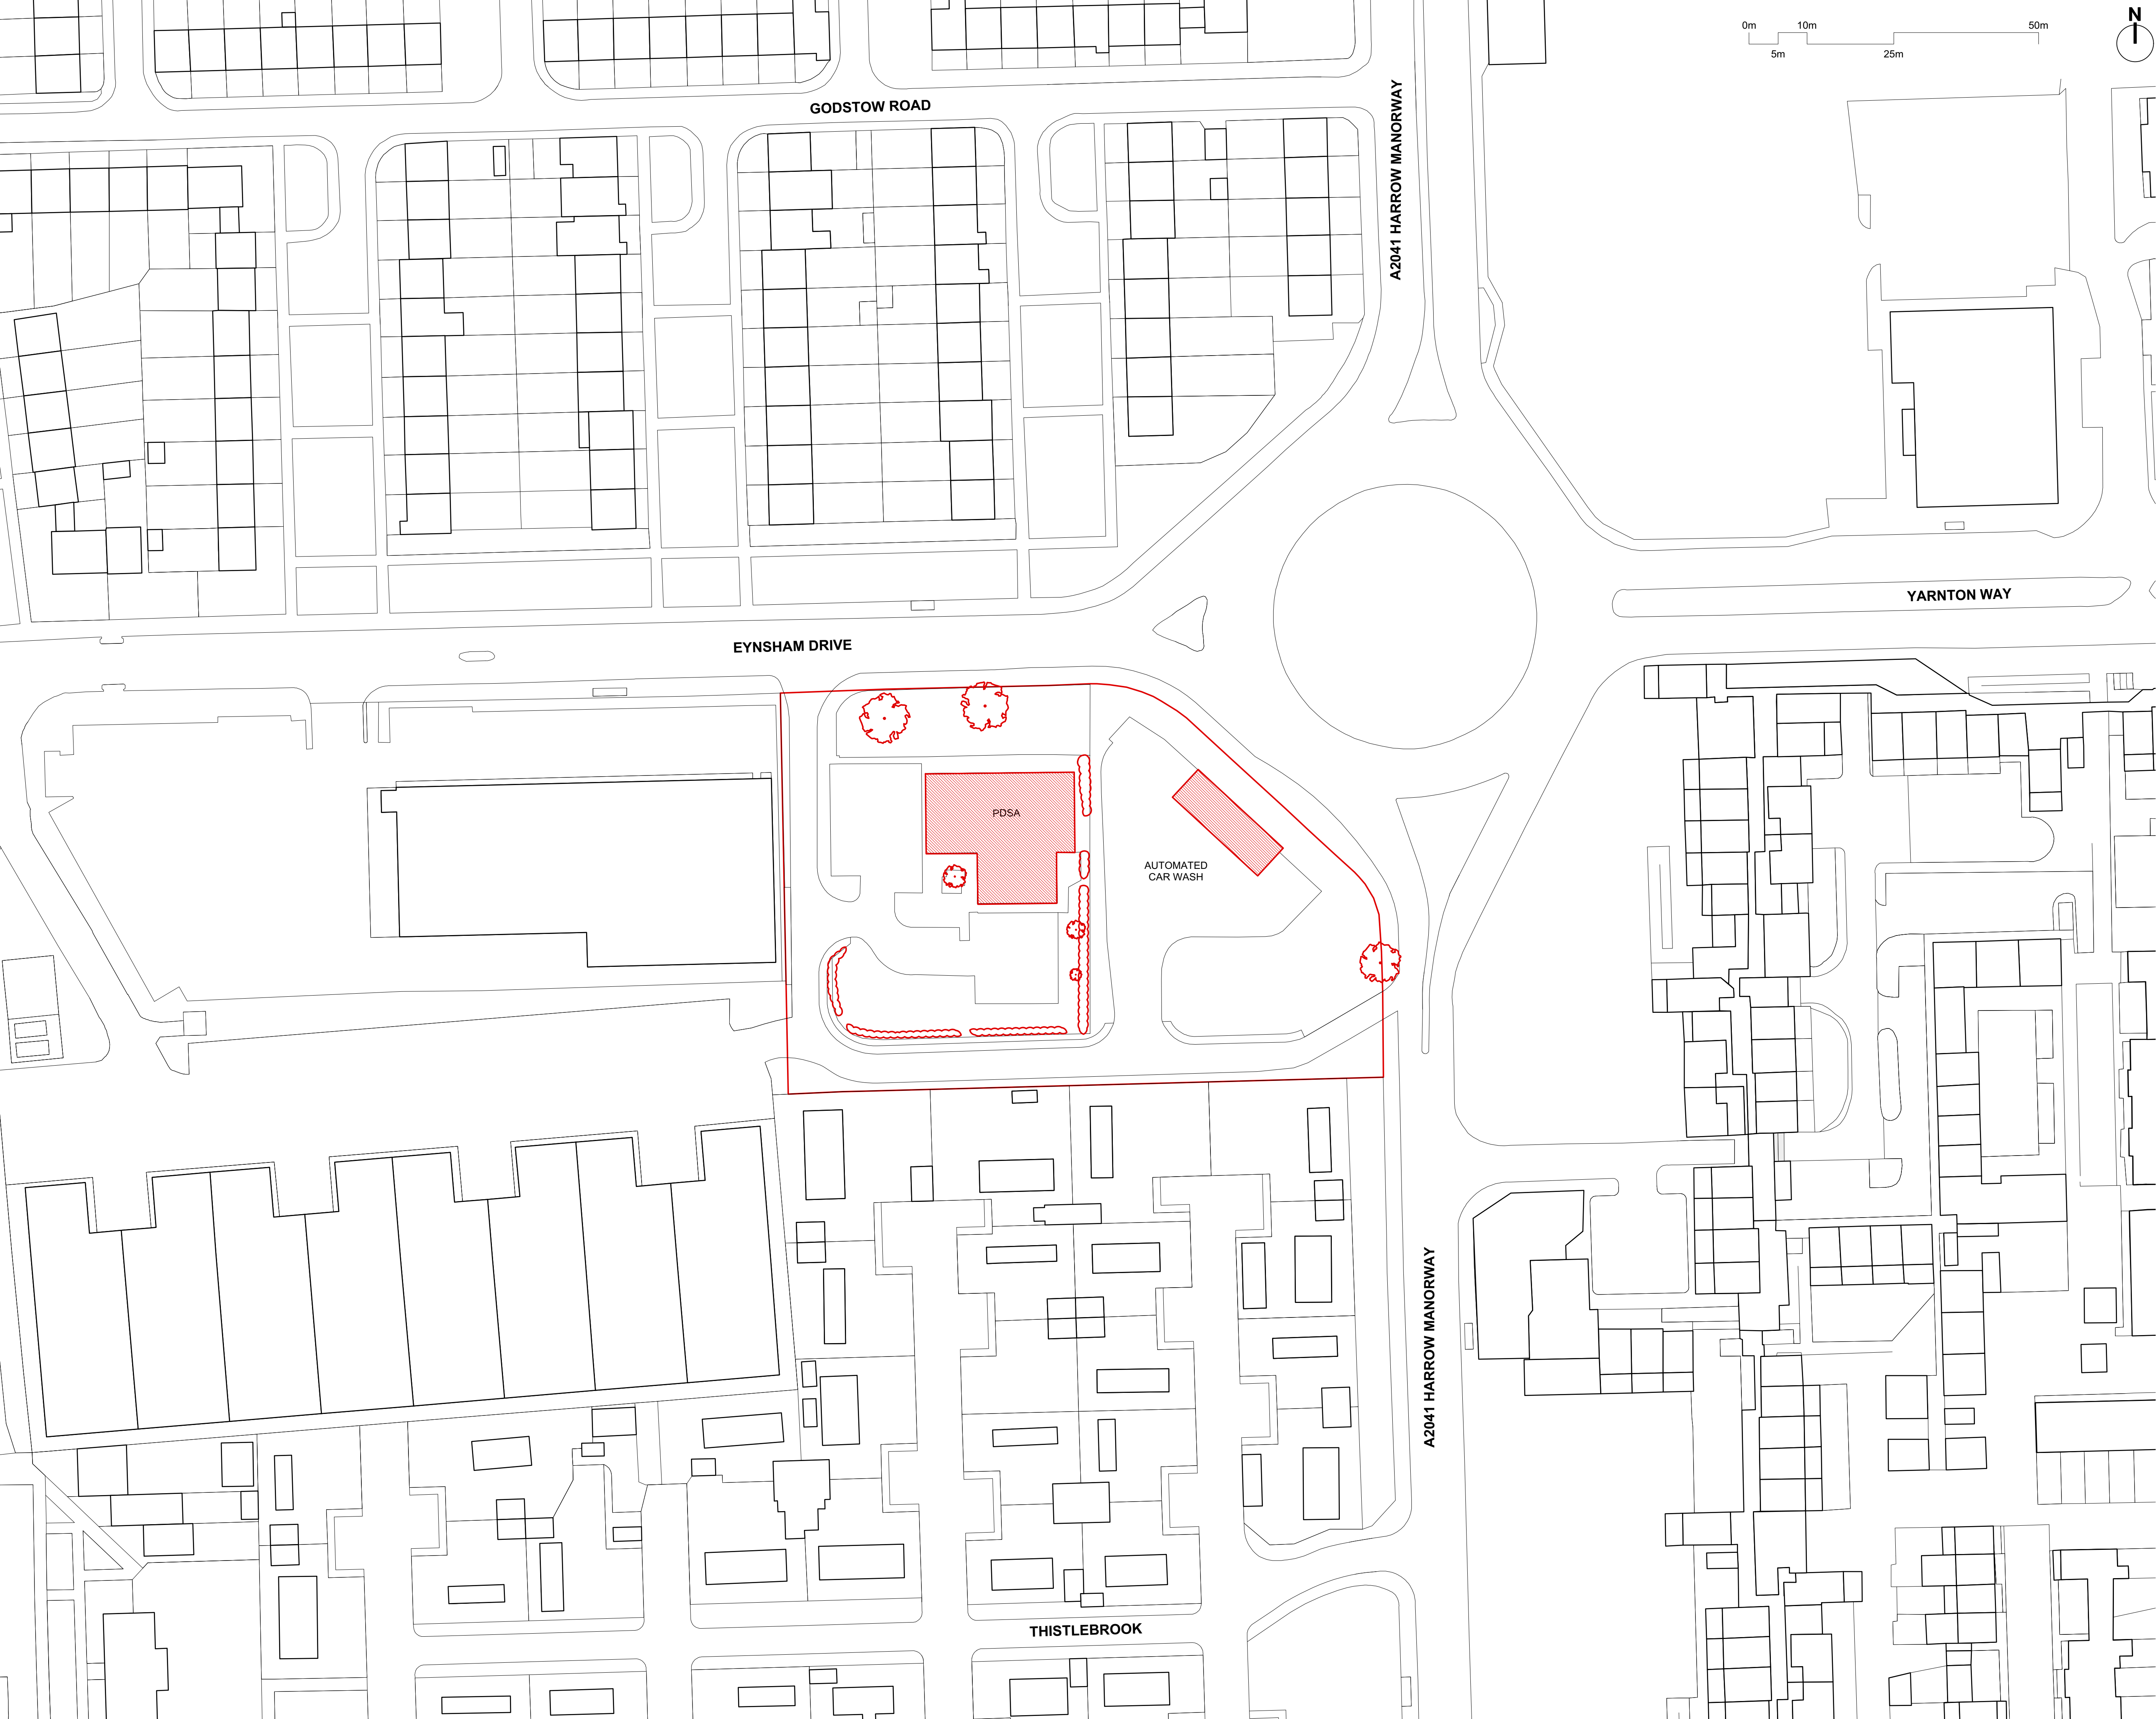 0m 10m 50m
5m 25m
N
GODSTOW ROAD
A2041 HARROW MANORWAY
YARNTON WAY
EYNSHAM DRIVE
PDSA
AUTOMATED
CAR WASH
A2041 HARROW MANORWAY
THISTLEBROOK